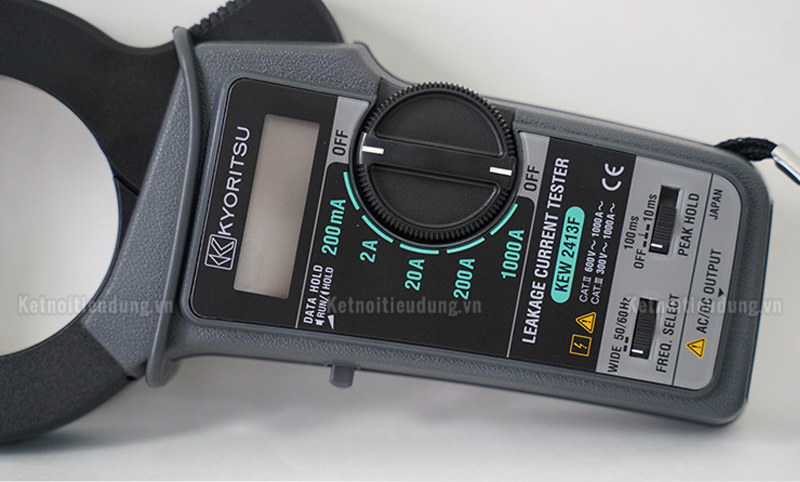 KYORITSU
OFF
200mA
2A
20A
200A
1000A
OFF
DATA HOLD
RUN/HOLD
LEAKAGE CURRENT TESTER
KEW 2413F
CAT.II 600V~ 1000A~
CAT.III 300V~ 1000A~
CE
100ms
OFF 10ms
PEAK HOLD
WIDE 50/60Hz
FREQ. SELECT
AC/DC OUTPUT
JAPAN
Ketnoitieudung.vn
Ketnoitieudung.vn
Ketnoitieudung.vn